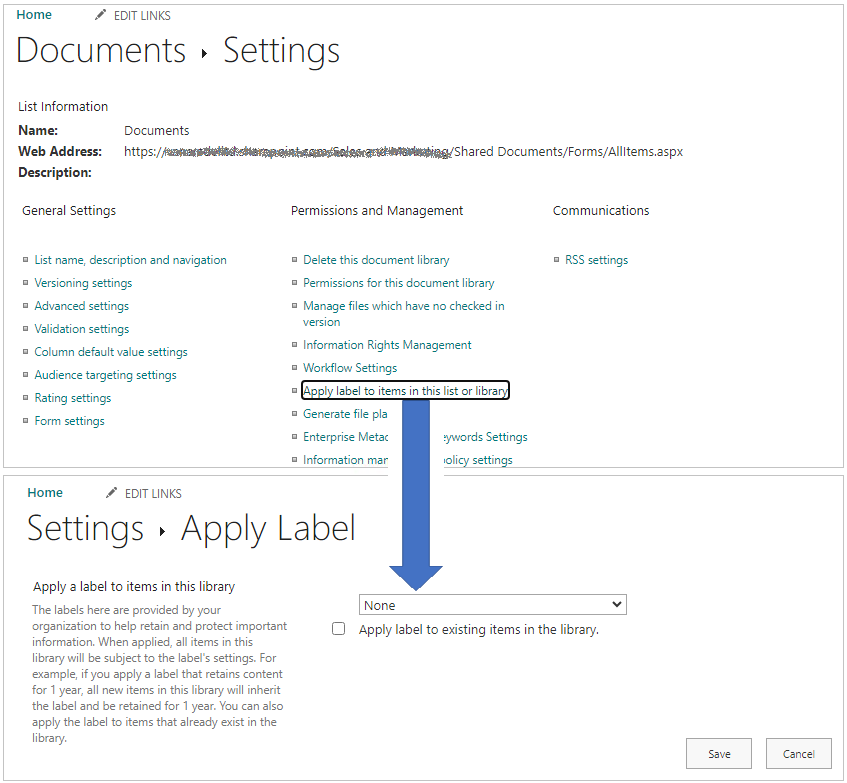 Home EDIT LINKS
Documents Settings
List Information
Name: Documents
Web Address: https:// /Shared Documents/Forms/AllItems.aspx
Description:
General Settings
List name, description and navigation
Versioning settings
Advanced settings
Validation settings
Column default value settings
Audience targeting settings
Rating settings
Form settings
Permissions and Management
Delete this document library
Permissions for this document library
Manage files which have no checked in
version
Information Rights Management
Workflow Settings
Apply label to items in this list or library
Generate file pla
Enterprise Metad eywords Settings
Information man policy settings
Communications
RSS settings
Home EDIT LINKS
Settings Apply Label
Apply a label to items in this library
The labels here are provided by your
organization to help retain and protect important
information. When applied, all items in this
library will be subject to the label's settings. For
example, if you apply a label that retains content
for 1 year, all new items in this library will inherit
the label and be retained for 1 year. You can also
apply the label to items that already exist in the
library.
None
Apply label to existing items in the library.
Save Cancel